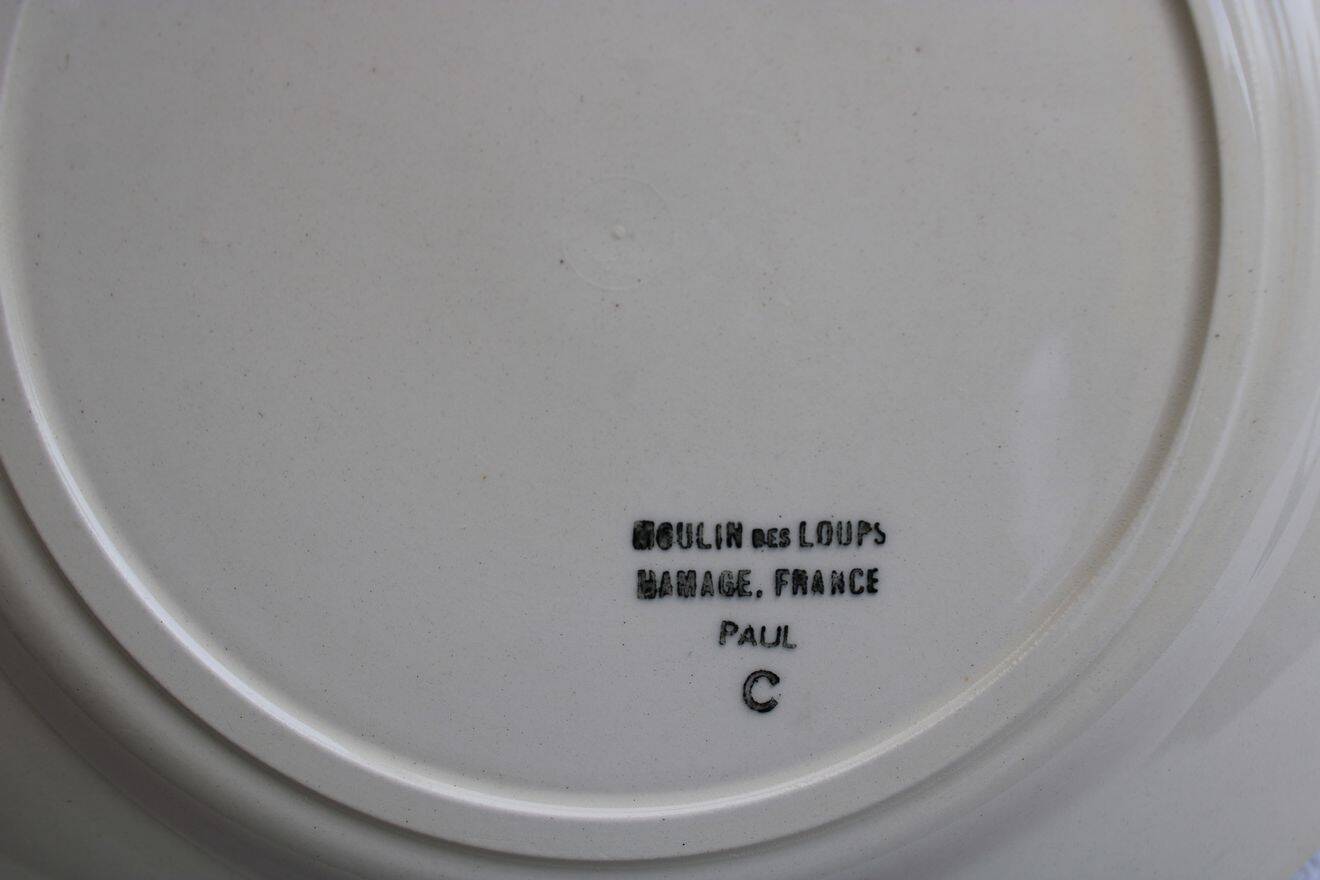 MOULIN DES LOUPS
HAMAGE. FRANCE
PAUL
C